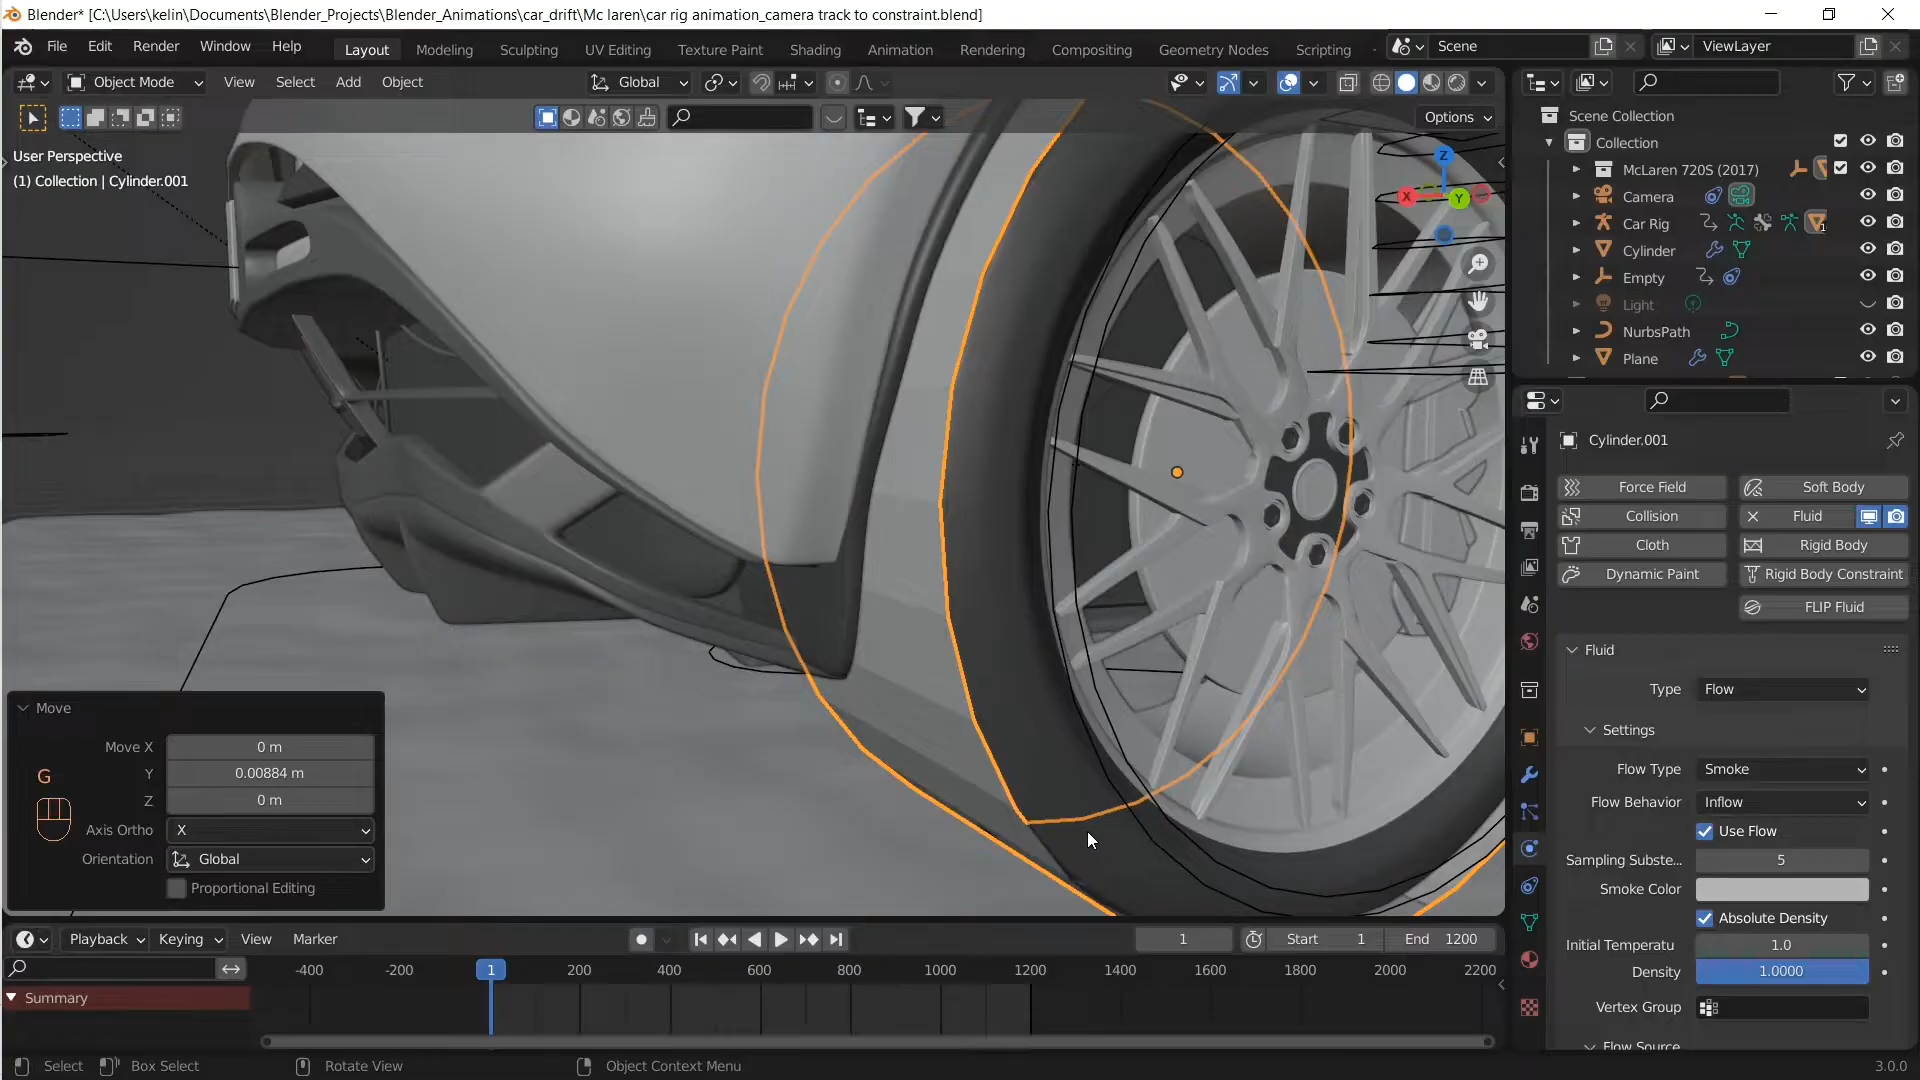 Blender* [C:\Users\kelin\Documents\Blender_Projects\Blender_Animations\car_drift\Mc laren\car rig animation_camera track to constraint.blend]
File Edit Render Window Help Layout Modeling Sculpting UV Editing Texture Paint Shading Animation Rendering Compositing Geometry Nodes Scripting Scene ViewLayer
Object Mode View Select Add Object Global
Options
User Perspective
(1) Collection | Cylinder.001
Z
X
Y
Scene Collection
Collection
McLaren 720S (2017)
Camera
Car Rig
1
Cylinder
Empty
Light
NurbsPath
Plane
Cylinder.001
Force Field Soft Body
Collision Fluid
Cloth Rigid Body
Dynamic Paint Rigid Body Constraint
FLIP Fluid
Fluid
Type Flow
Settings
Flow Type Smoke
Flow Behavior Inflow
Use Flow
Sampling Subste... 5
Smoke Color
Absolute Density
Initial Temperatu 1.0
Density 1.0000
Vertex Group
Flow Source
Move
Move X 0 m
G
Y 0.00884 m
Z 0 m
Axis Ortho X
Orientation Global
Proportional Editing
Playback Keying View Marker 1 Start 1 End 1200
-400 -200 1 200 400 600 800 1000 1200 1400 1600 1800 2000 2200
Summary
Select Box Select Rotate View Object Context Menu 3.0.0